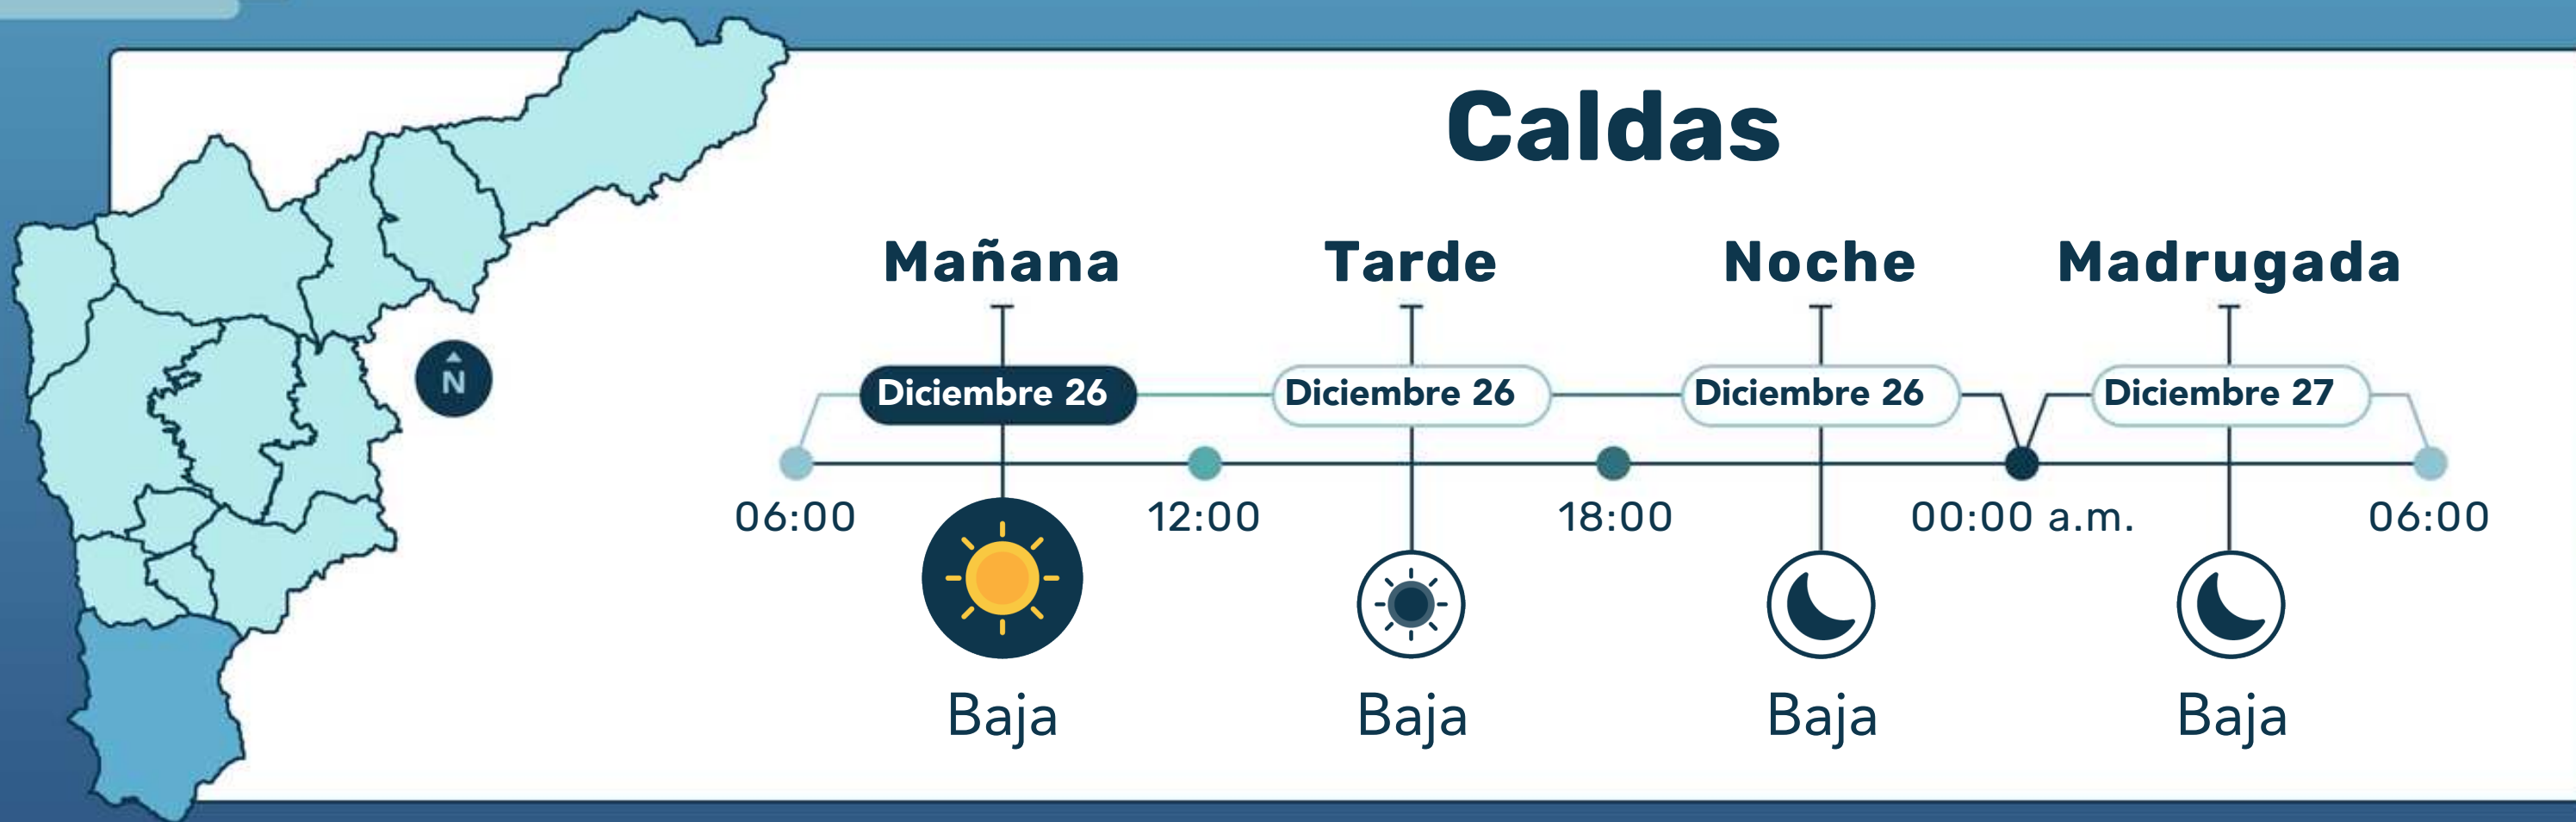 Caldas
Mañana Tarde Noche Madrugada
N
Diciembre 26 Diciembre 26 Diciembre 26 Diciembre 27
06:00 12:00 18:00 00:00 a.m. 06:00
Baja Baja Baja Baja